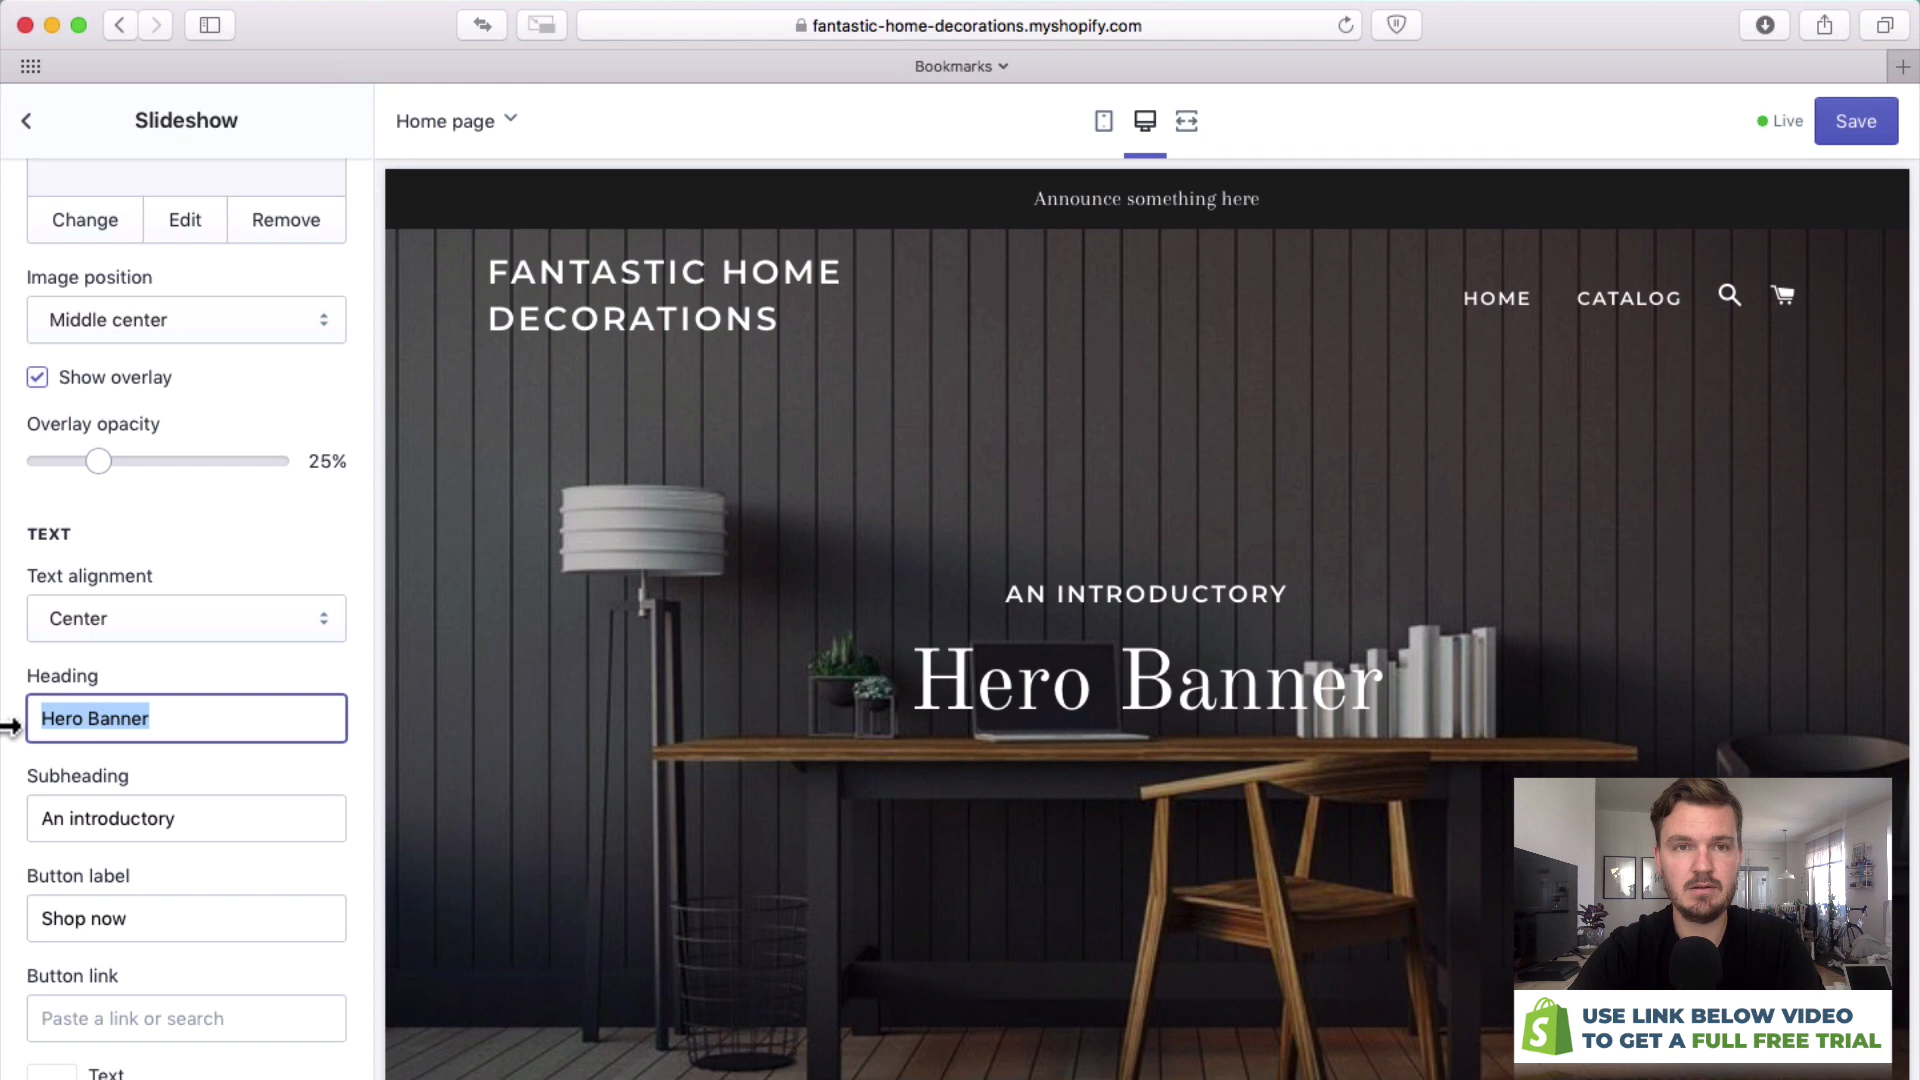 fantastic-home-decorations.myshopify.com
Bookmarks
Slideshow
Home page
Live
Save
Change
Edit
Remove
Image position
Middle center
Show overlay
Overlay opacity
25%
TEXT
Text alignment
Center
Heading
Hero Banner
Subheading
An introductory
Button label
Shop now
Button link
Paste a link or search
Text
Announce something here
FANTASTIC HOME
DECORATIONS
HOME
CATALOG
AN INTRODUCTORY
Hero Banner
USE LINK BELOW VIDEO
TO GET A FULL FREE TRIAL